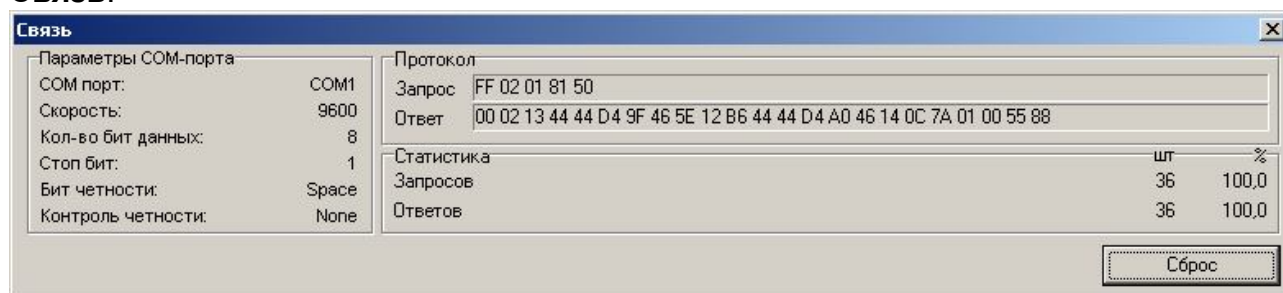 Связь
Параметры COM-порта
COM порт: COM1
Скорость: 9600
Кол-во бит данных: 8
Стоп бит: 1
Бит четности: Space
Контроль четности: None
Протокол
Запрос FF 02 01 81 50
Ответ 00 02 13 44 44 D4 9F 46 5E 12 B6 44 44 D4 A0 46 14 0C 7A 01 00 55 88
Статистика шт %
Запросов 36 100,0
Ответов 36 100,0
Сброс